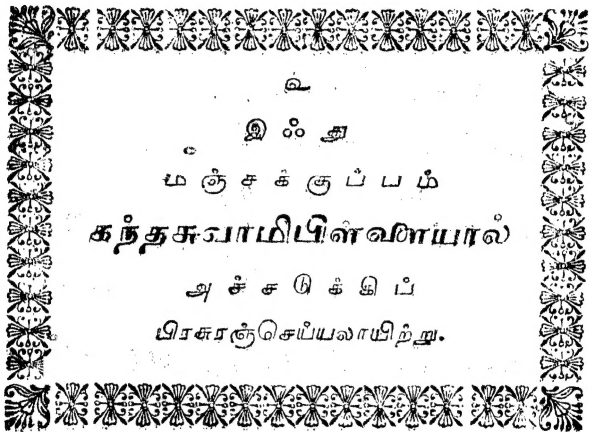 உ
இஃது
மஞ்சக்குப்பம்
கந்தசுவாமிபிள்ளையால்
அச்சடுக்கிப்
பிரசுரஞ்செய்யலாயிற்று.